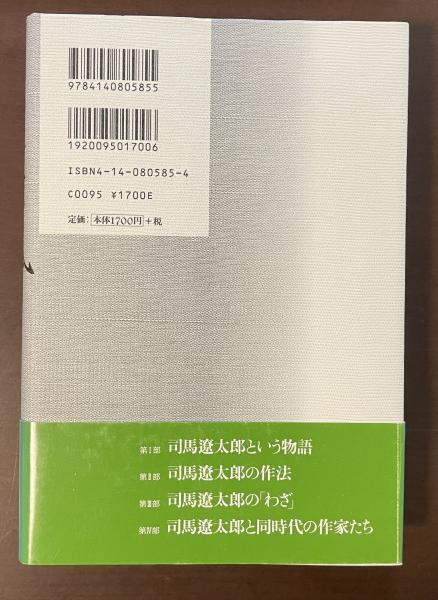 9784140805855
1920095017006
ISBN4-14-080585-4
C0095 ¥1700E
定価：本体1700円+税
第Ⅰ部 司馬遼太郎という物語
第Ⅱ部 司馬遼太郎の作法
第Ⅲ部 司馬遼太郎の「わざ」
第Ⅳ部 司馬遼太郎と同時代の作家たち